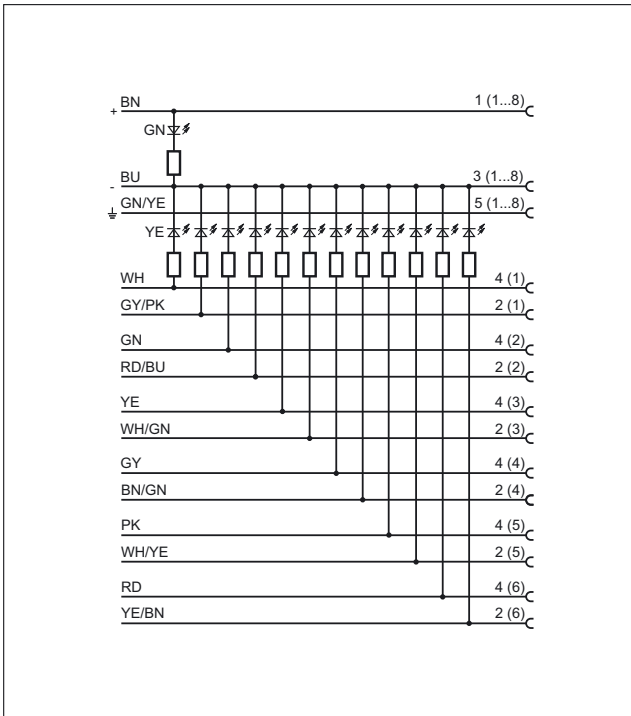 + BN 1 (1...8)
GN
- BU 3 (1...8)
GN/YE 5 (1...8)
YE
WH 4 (1)
GY/PK 2 (1)
GN 4 (2)
RD/BU 2 (2)
YE 4 (3)
WH/GN 2 (3)
GY 4 (4)
BN/GN 2 (4)
PK 4 (5)
WH/YE 2 (5)
RD 4 (6)
YE/BN 2 (6)